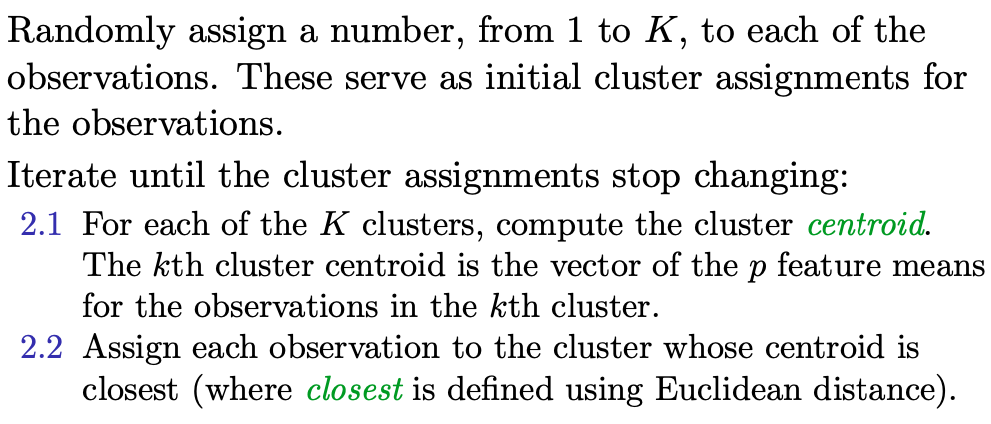 Randomly assign a number, from 1 to K, to each of the
observations. These serve as initial cluster assignments for
the observations.
Iterate until the cluster assignments stop changing:
2.1 For each of the K clusters, compute the cluster centroid.
The kth cluster centroid is the vector of the p feature means
for the observations in the kth cluster.
2.2 Assign each observation to the cluster whose centroid is
closest (where closest is defined using Euclidean distance).